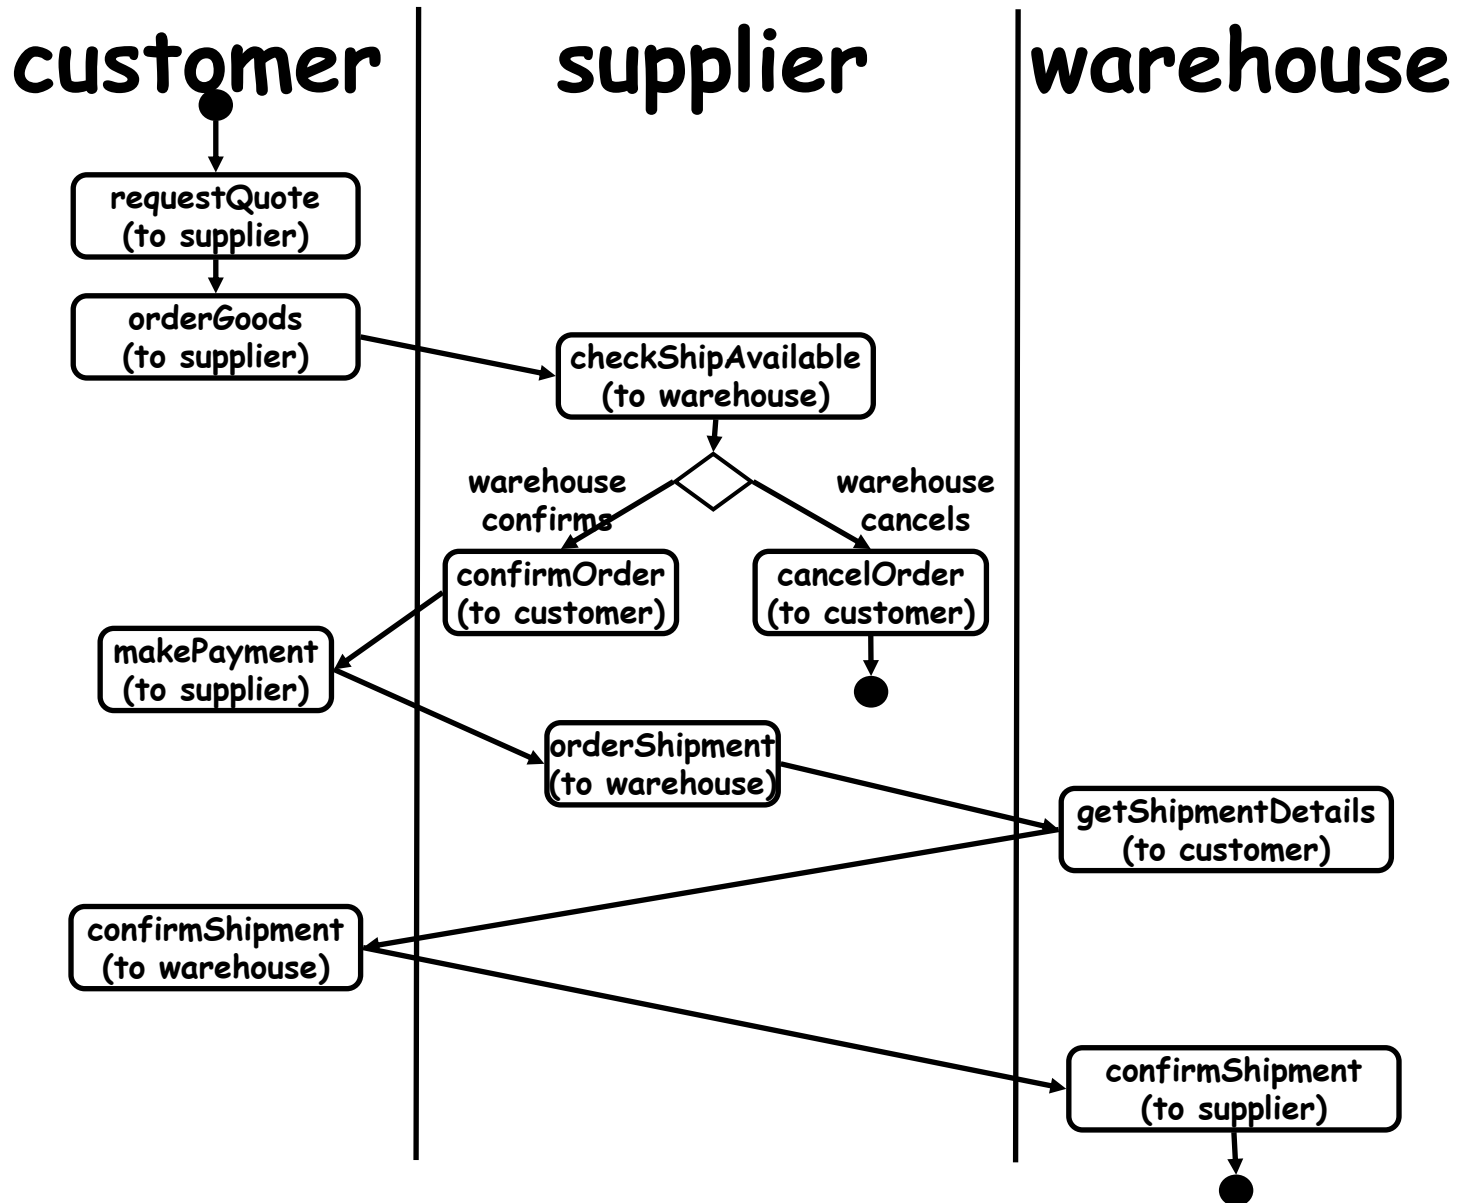 customer
supplier
warehouse
requestQuote
(to supplier)
orderGoods
(to supplier)
checkShipAvailable
(to warehouse)
warehouse
confirms
warehouse
cancels
confirmOrder
(to customer)
cancelOrder
(to customer)
makePayment
(to supplier)
orderShipment
(to warehouse)
getShipmentDetails
(to customer)
confirmShipment
(to warehouse)
confirmShipment
(to supplier)